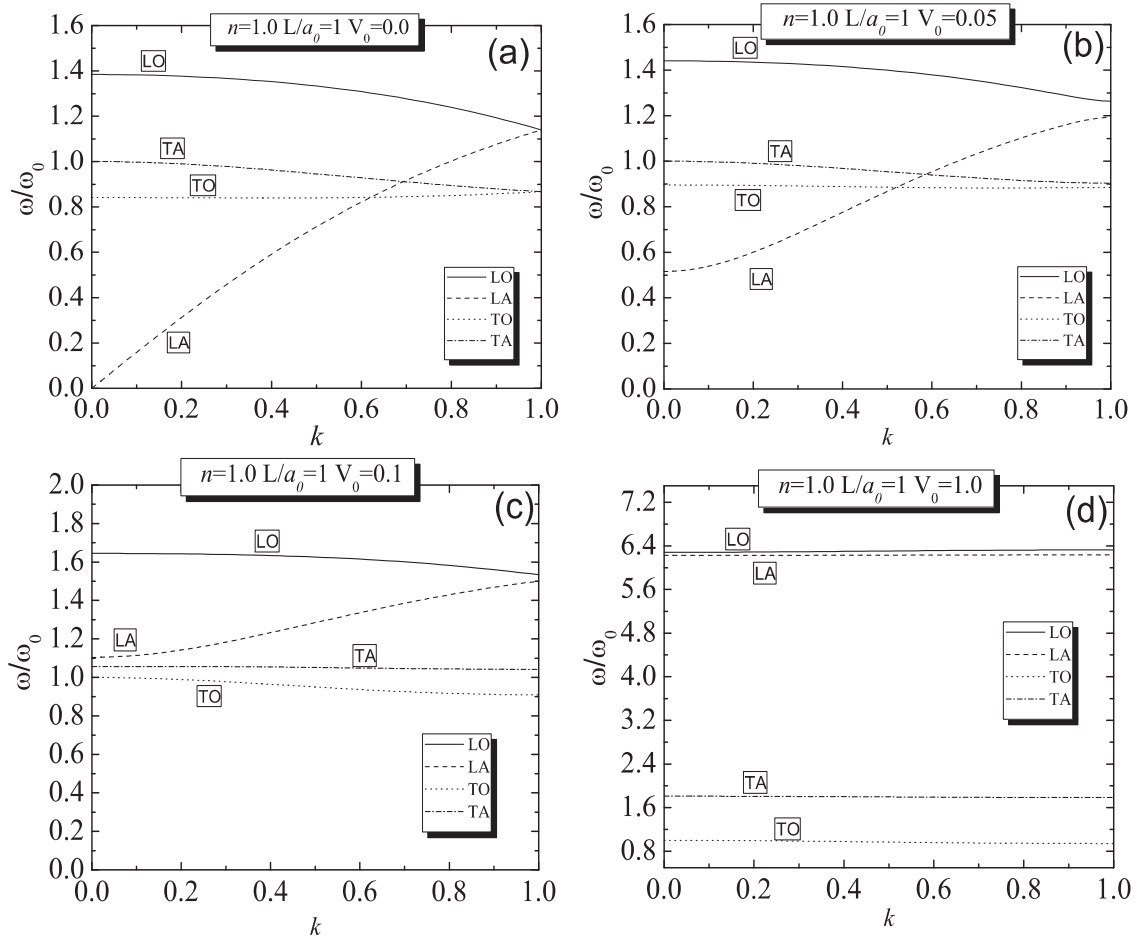 n=1.0 L/a₀=1 V₀=0.0
(a)
LO
TA
TO
LA
ω/ω₀
1.6
1.4
1.2
1.0
0.8
0.6
0.4
0.2
0.0
LO
LA
TO
TA
0.0 0.2 0.4 0.6 0.8 1.0
k
n=1.0 L/a₀=1 V₀=0.05
(b)
LO
TA
TO
LA
ω/ω₀
1.6
1.4
1.2
1.0
0.8
0.6
0.4
0.2
0.0
LO
LA
TO
TA
0.0 0.2 0.4 0.6 0.8 1.0
k
n=1.0 L/a₀=1 V₀=0.1
(c)
LO
LA
TA
TO
ω/ω₀
2.0
1.8
1.6
1.4
1.2
1.0
0.8
0.6
0.4
0.2
0.0
LO
LA
TO
TA
0.0 0.2 0.4 0.6 0.8 1.0
k
n=1.0 L/a₀=1 V₀=1.0
(d)
LO
LA
TA
TO
ω/ω₀
7.2
6.4
5.6
4.8
4.0
3.2
2.4
1.6
0.8
LO
LA
TO
TA
0.0 0.2 0.4 0.6 0.8 1.0
k